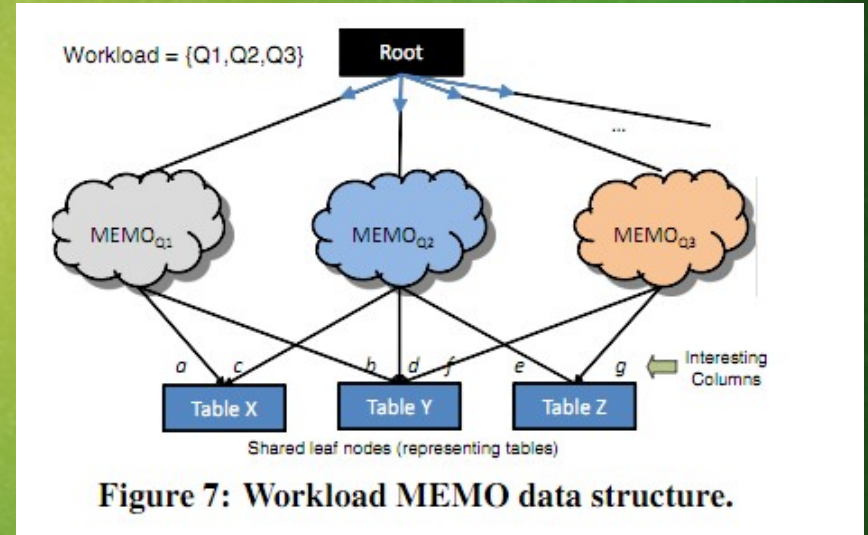 Workload = {Q1,Q2,Q3}
Root
...
MEMOQ1
MEMOQ2
MEMOQ3
a c b d f e g
Interesting
Columns
Table X
Table Y
Table Z
Shared leaf nodes (representing tables)
Figure 7: Workload MEMO data structure.